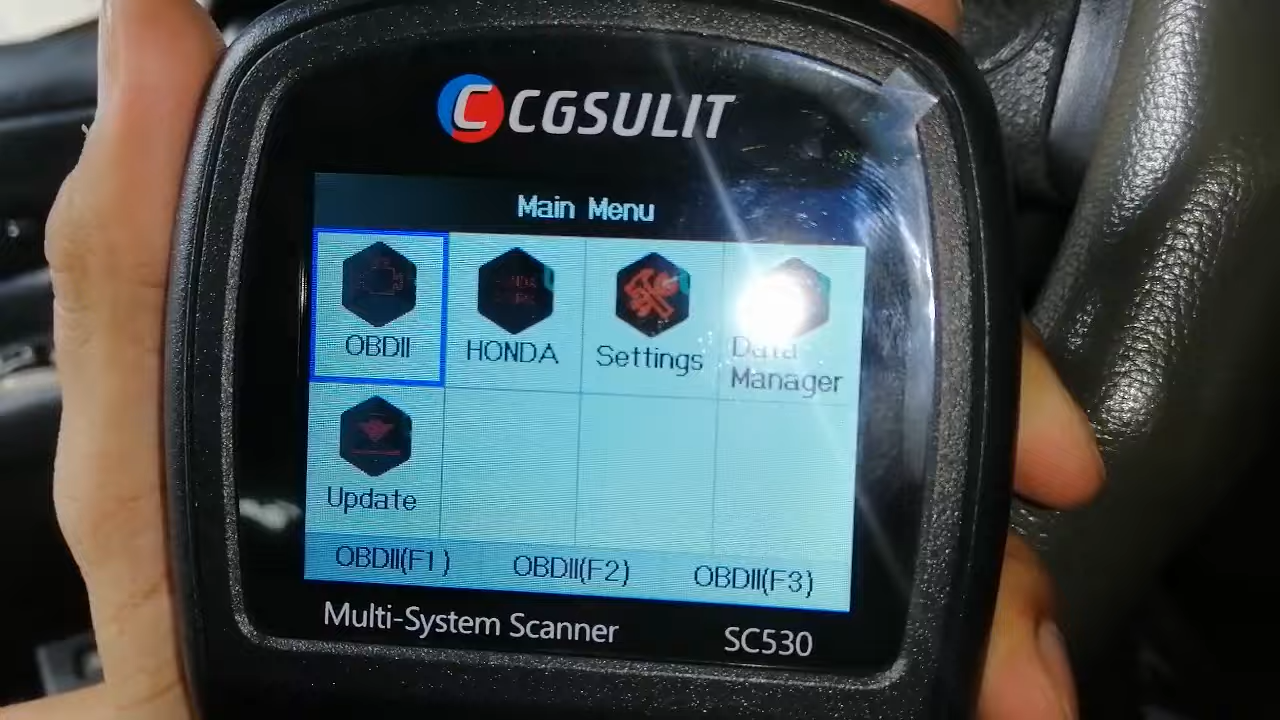 C CGSULIT
Main Menu
OBDII
HONDA
Settings
Data
Manager
Update
OBDII(F1)
OBDII(F2)
OBDII(F3)
Multi-System Scanner
SC530